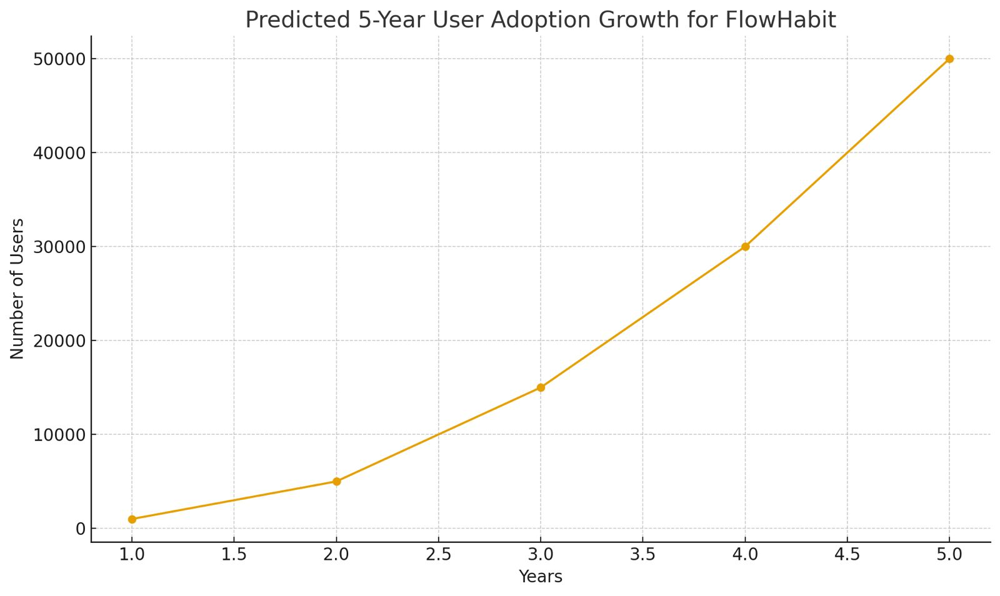 Predicted 5-Year User Adoption Growth for FlowHabit
50000
40000
30000
20000
10000
0
Number of Users
1.0 1.5 2.0 2.5 3.0 3.5 4.0 4.5 5.0
Years